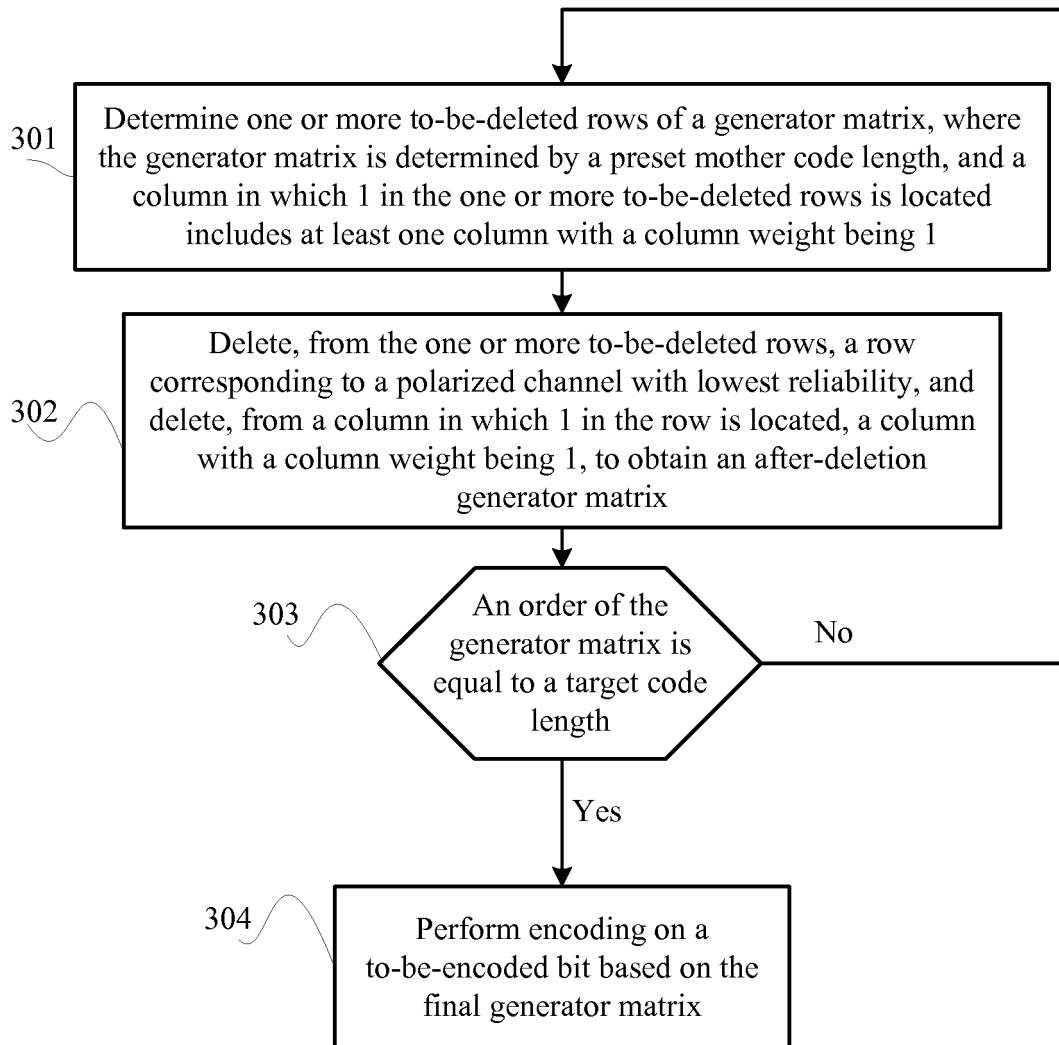 301
Determine one or more to-be-deleted rows of a generator matrix, where
the generator matrix is determined by a preset mother code length, and a
column in which 1 in the one or more to-be-deleted rows is located
includes at least one column with a column weight being 1
302
Delete, from the one or more to-be-deleted rows, a row
corresponding to a polarized channel with lowest reliability, and
delete, from a column in which 1 in the row is located, a column
with a column weight being 1, to obtain an after-deletion
generator matrix
303
An order of the
generator matrix is
equal to a target code
length
No
Yes
304
Perform encoding on a
to-be-encoded bit based on the
final generator matrix